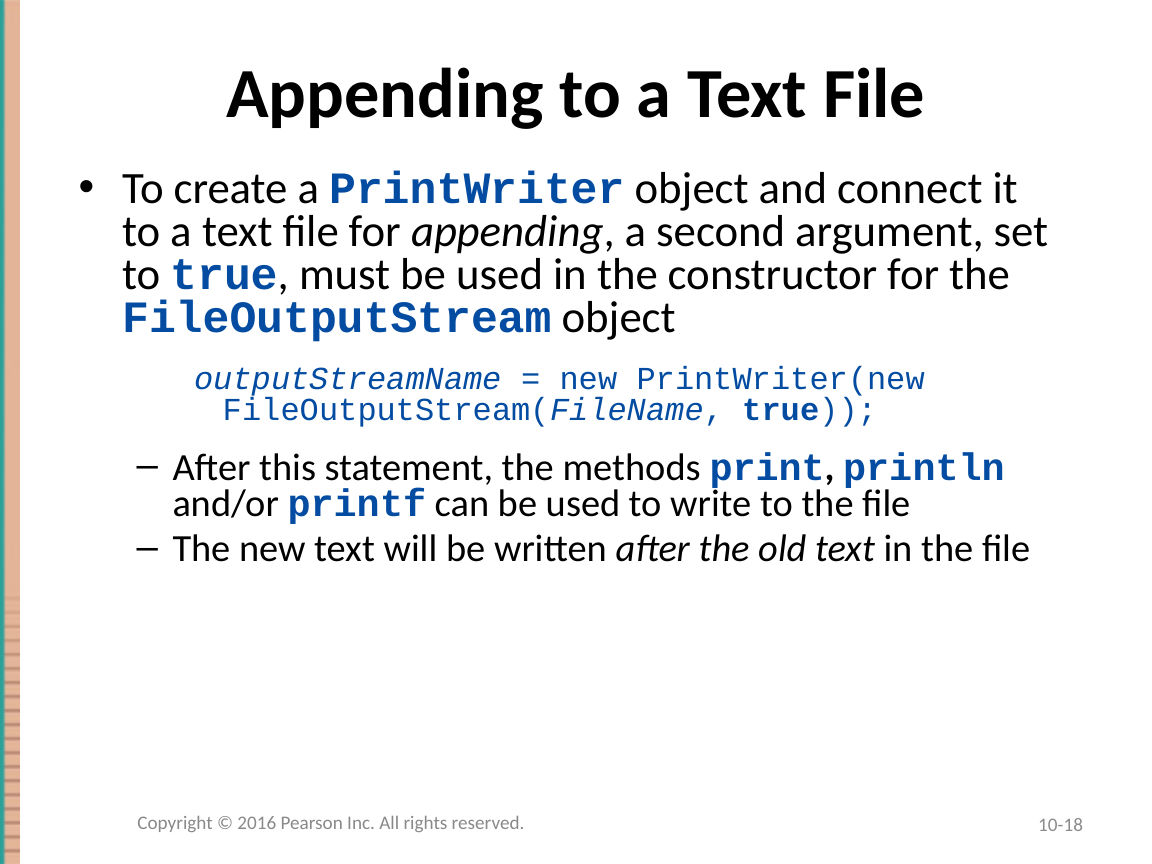 Appending to a Text File
• To create a PrintWriter object and connect it
to a text file for appending, a second argument, set
to true, must be used in the constructor for the
FileOutputStream object
outputStreamName = new PrintWriter(new
FileOutputStream(FileName, true));
– After this statement, the methods print, println
and/or printf can be used to write to the file
– The new text will be written after the old text in the file
Copyright © 2016 Pearson Inc. All rights reserved.
10-18